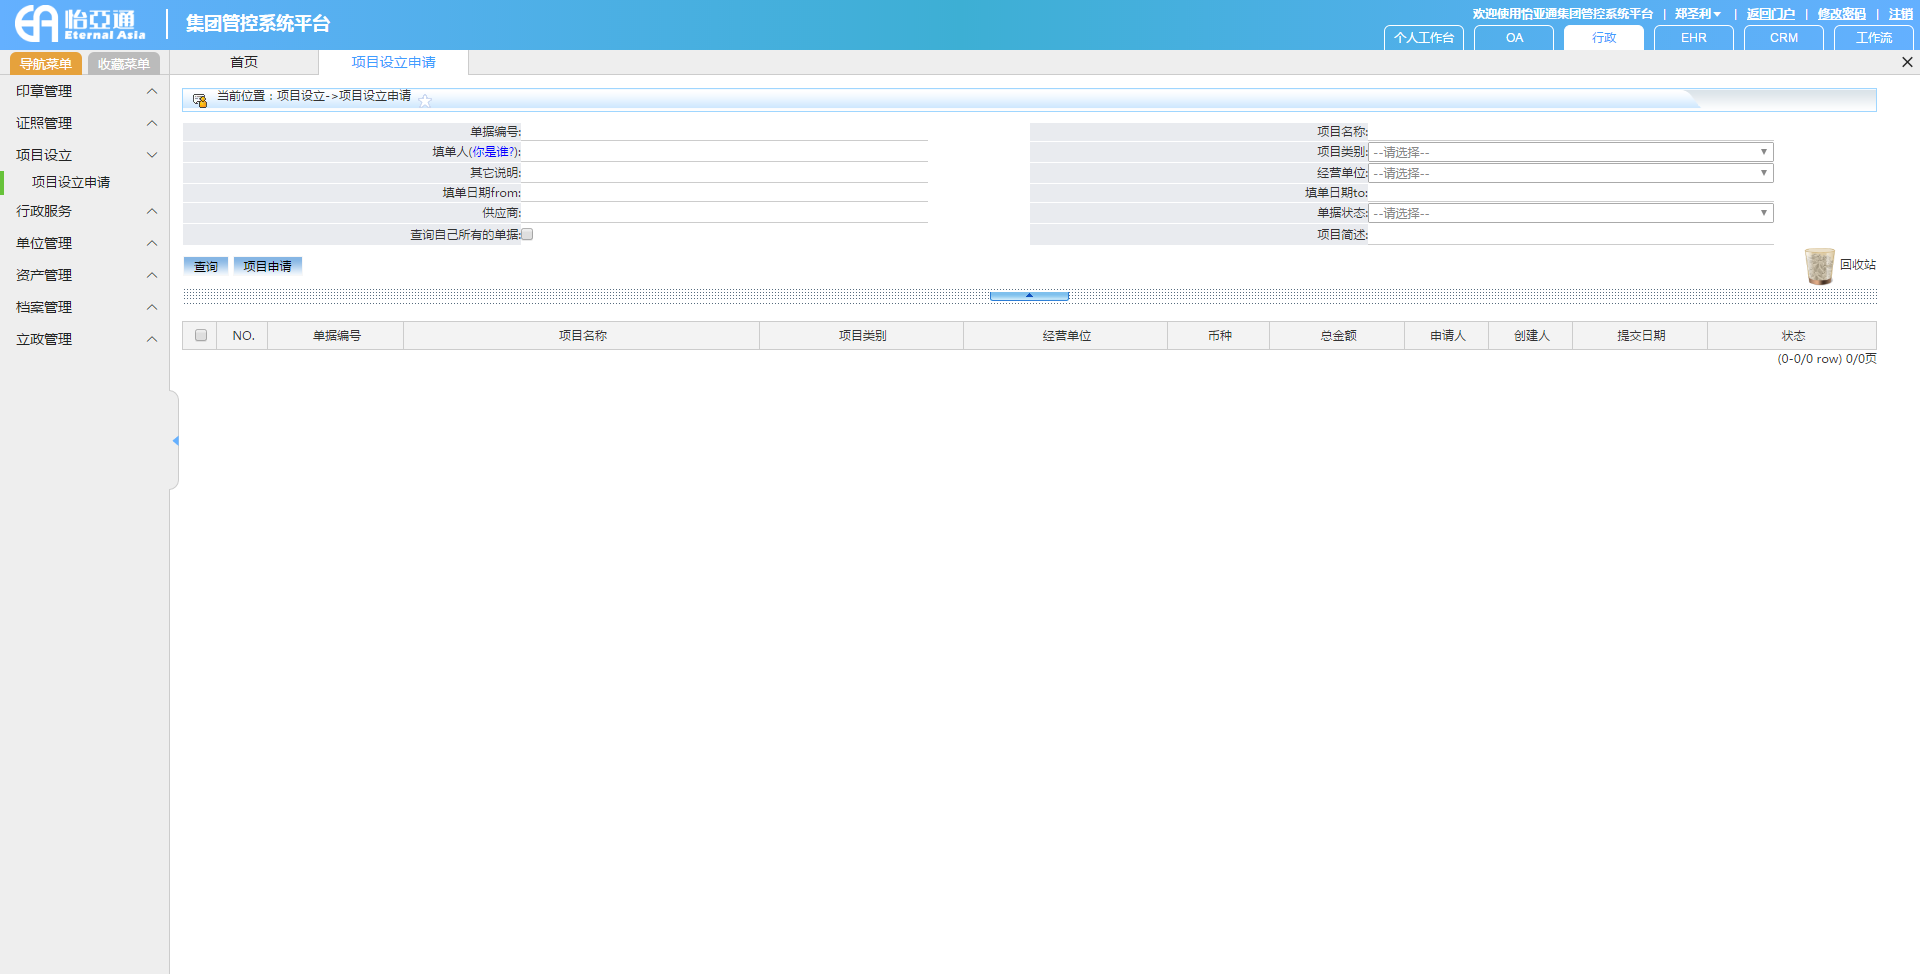 怡亞通
Eternal Asia
集团管控系统平台
欢迎使用怡亚通集团管控系统平台 | 郑圣利 | 返回门户 | 修改密码 | 注销
个人工作台 OA 行政 EHR CRM 工作流
导航菜单 收藏菜单
首页 项目设立申请
印章管理
证照管理
项目设立
项目设立申请
行政服务
单位管理
资产管理
档案管理
立政管理
当前位置：项目设立->项目设立申请
单据编号: 项目名称:
填单人(你是谁?): 项目类别: --请选择--
其它说明: 经营单位: --请选择--
填单日期from: 填单日期to:
供应商: 单据状态: --请选择--
查询自己所有的单据: 项目简述:
查询 项目申请 回收站
NO. 单据编号 项目名称 项目类别 经营单位 币种 总金额 申请人 创建人 提交日期 状态
(0-0/0 row) 0/0页